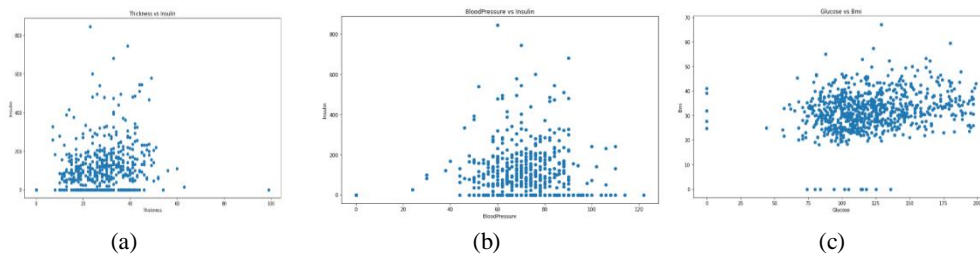 Thickness vs Insulin
800
600
400
200
0
Insulin
0 20 40 60 80 100
Thickness
(a)
BloodPressure vs Insulin
800
600
400
200
0
Insulin
0 20 40 60 80 100 120
BloodPressure
(b)
Glucose vs Bmi
70
60
50
40
30
20
10
0
Bmi
0 25 50 75 100 125 150 175 200
Glucose
(c)